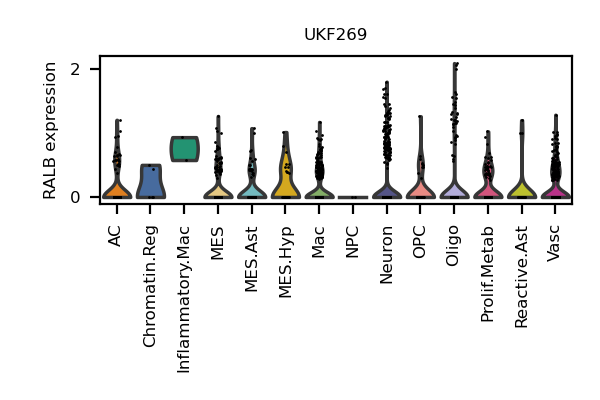 UKF269
RALB expression
2
0
AC
Chromatin.Reg
Inflammatory.Mac
MES
MES.Ast
MES.Hyp
Mac
NPC
Neuron
OPC
Oligo
Prolif.Metab
Reactive.Ast
Vasc